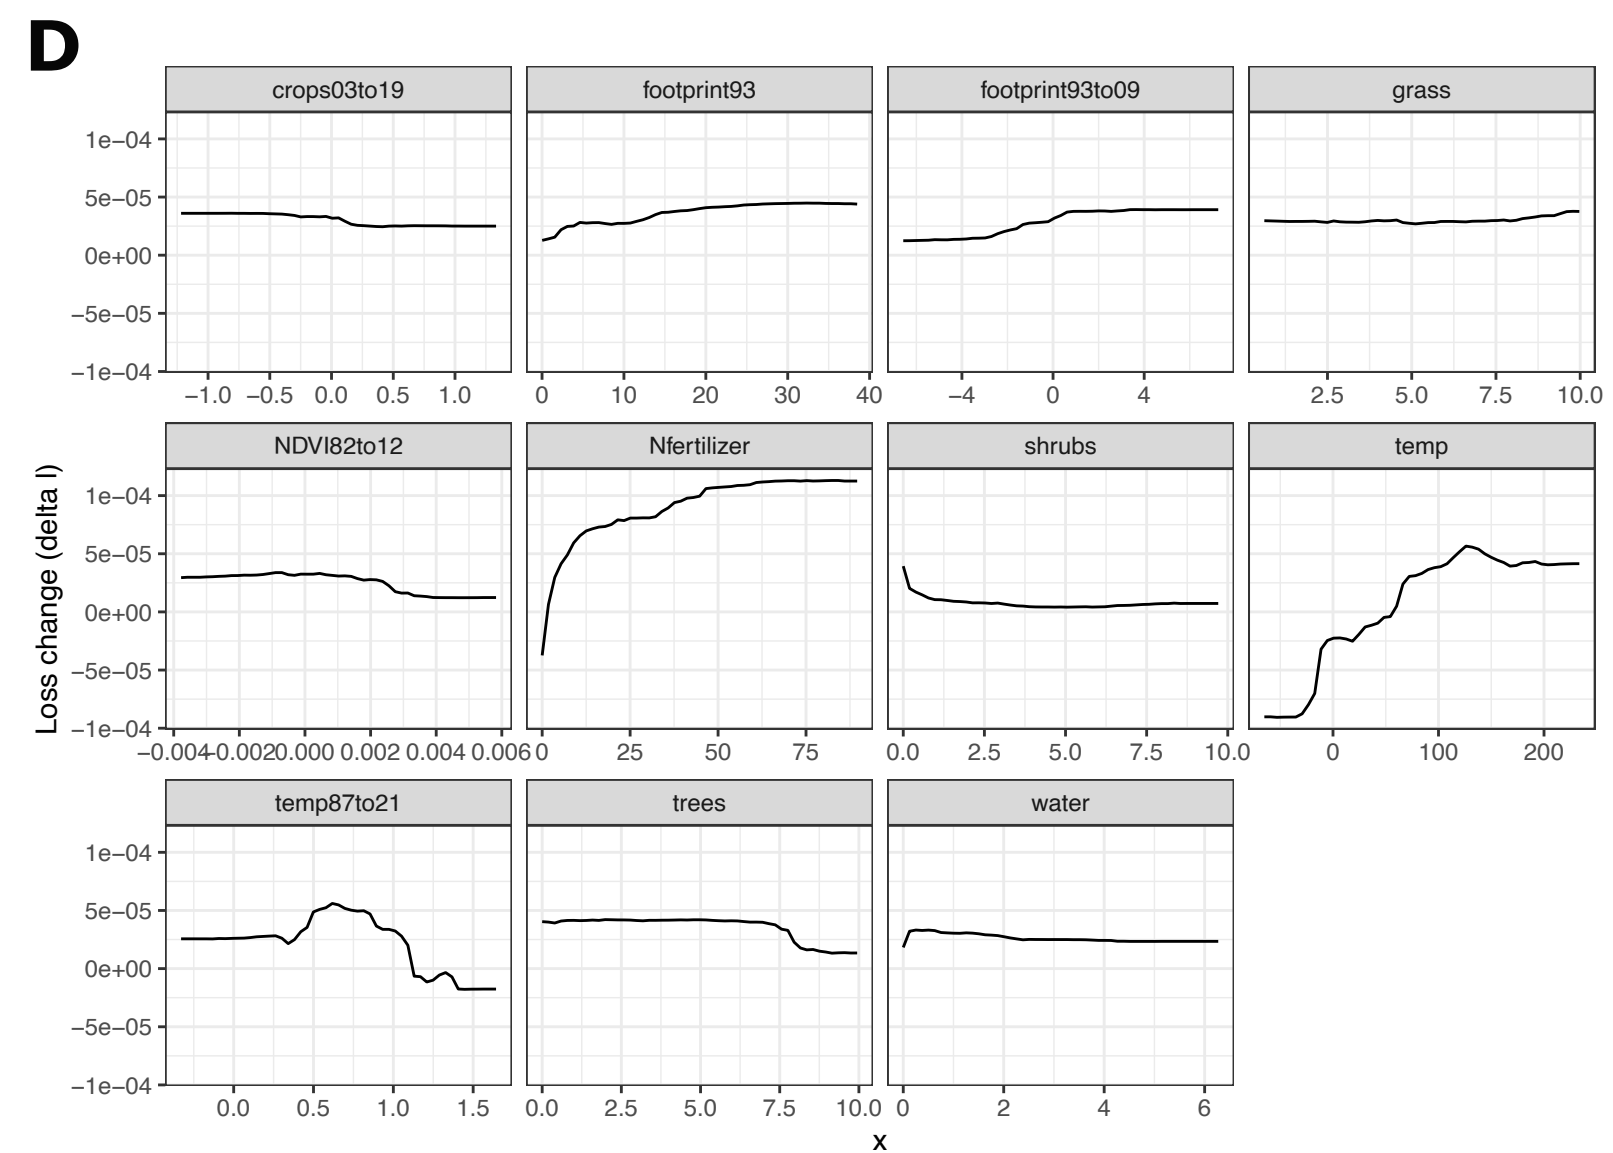 D
crops03to19 footprint93 footprint93to09 grass
1e−04
5e−05
0e+00
−5e−05
−1e−04
−1.0 −0.5 0.0 0.5 1.0 0 10 20 30 40 −4 0 4 2.5 5.0 7.5 10.0
NDVI82to12 Nfertilizer shrubs temp
1e−04
5e−05
0e+00
−5e−05
−1e−04
−0.004 −0.002 0.000 0.002 0.004 0.006 0 25 50 75 0.0 2.5 5.0 7.5 10.0 0 100 200
temp87to21 trees water
1e−04
5e−05
0e+00
−5e−05
−1e−04
0.0 0.5 1.0 1.5 0.0 2.5 5.0 7.5 10.0 0 2 4 6
Loss change (delta l)
x